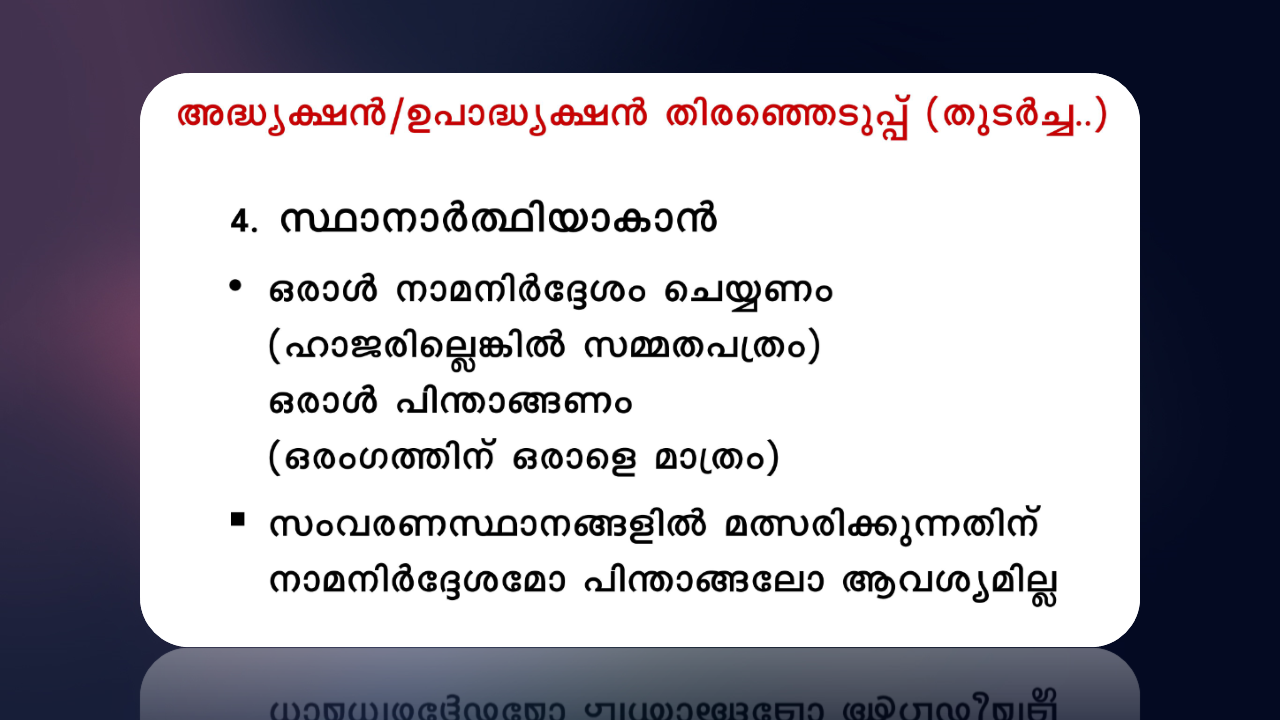 അദ്ധ്യക്ഷൻ/ഉപാദ്ധ്യക്ഷൻ തിരഞ്ഞെടുപ്പ് (തുടർച്ച..)
4. സ്ഥാനാർത്ഥിയാകാൻ
• ഒരാൾ നാമനിർദ്ദേശം ചെയ്യണം
(ഹാജരില്ലെങ്കിൽ സമ്മതപത്രം)
ഒരാൾ പിന്താങ്ങണം
(ഒരംഗത്തിന് ഒരാളെ മാത്രം)
▪ സംവരണസ്ഥാനങ്ങളിൽ മത്സരിക്കുന്നതിന്
നാമനിർദ്ദേശമോ പിന്താങ്ങലോ ആവശ്യമില്ല